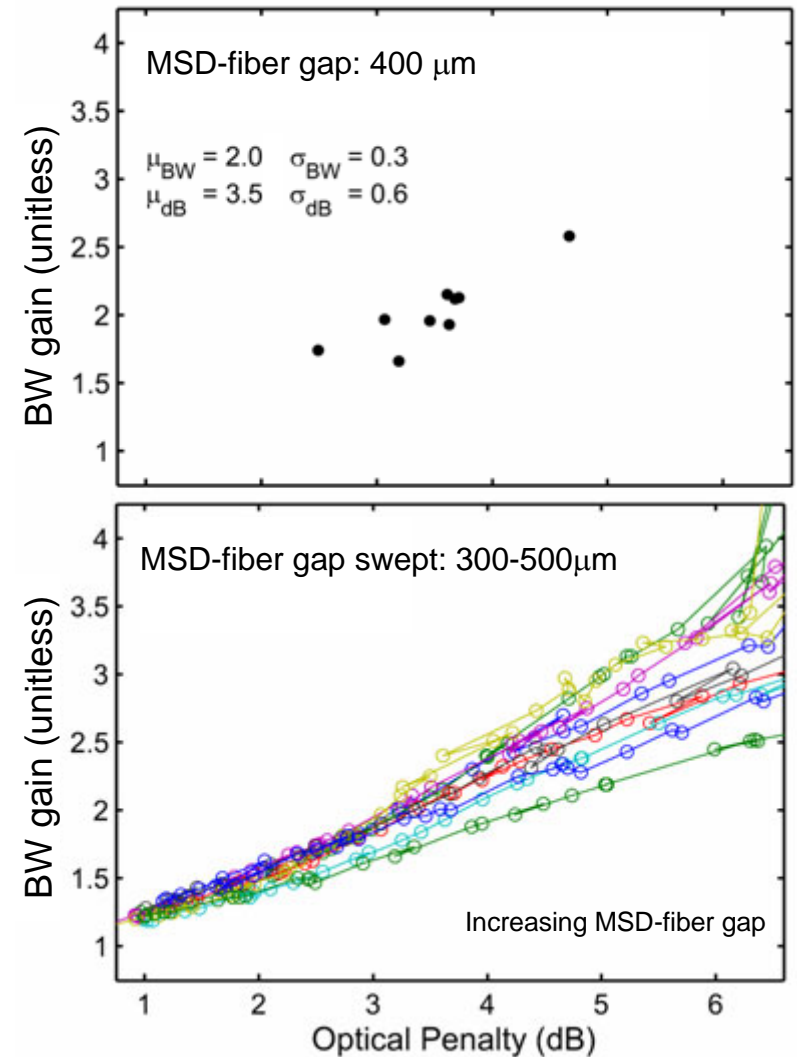 4
MSD-fiber gap: 400 μm
3.5
μBW = 2.0 σBW = 0.3
3
μdB = 3.5 σdB = 0.6
2.5
2
1.5
1
BW gain (unitless)
4
MSD-fiber gap swept: 300-500μm
3.5
3
2.5
2
1.5
1
Increasing MSD-fiber gap
BW gain (unitless)
1 2 3 4 5 6
Optical Penalty (dB)